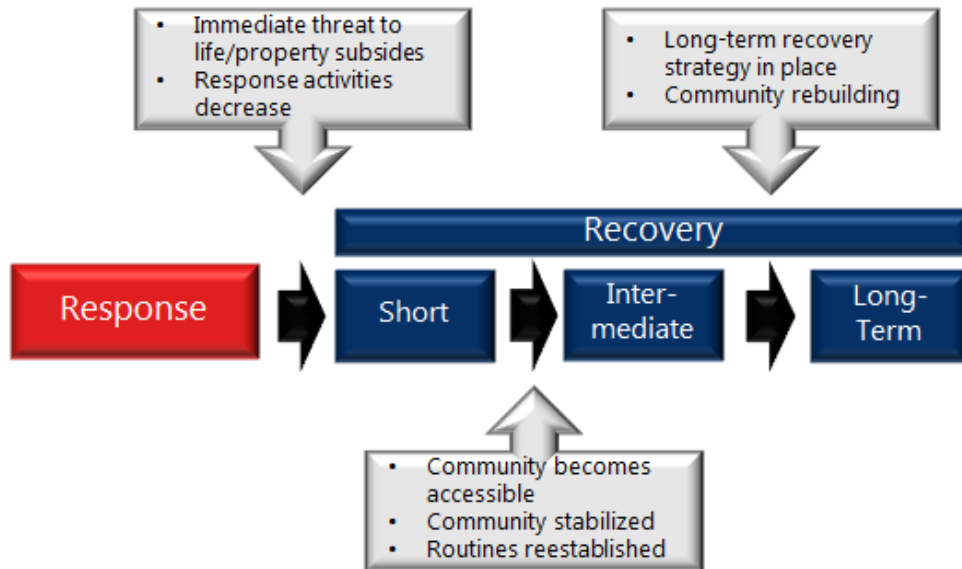 • Immediate threat to
life/property subsides
• Response activities
decrease
• Long-term recovery
strategy in place
• Community rebuilding
Recovery
Response
Short
Inter-
mediate
Long-
Term
• Community becomes
accessible
• Community stabilized
• Routines reestablished